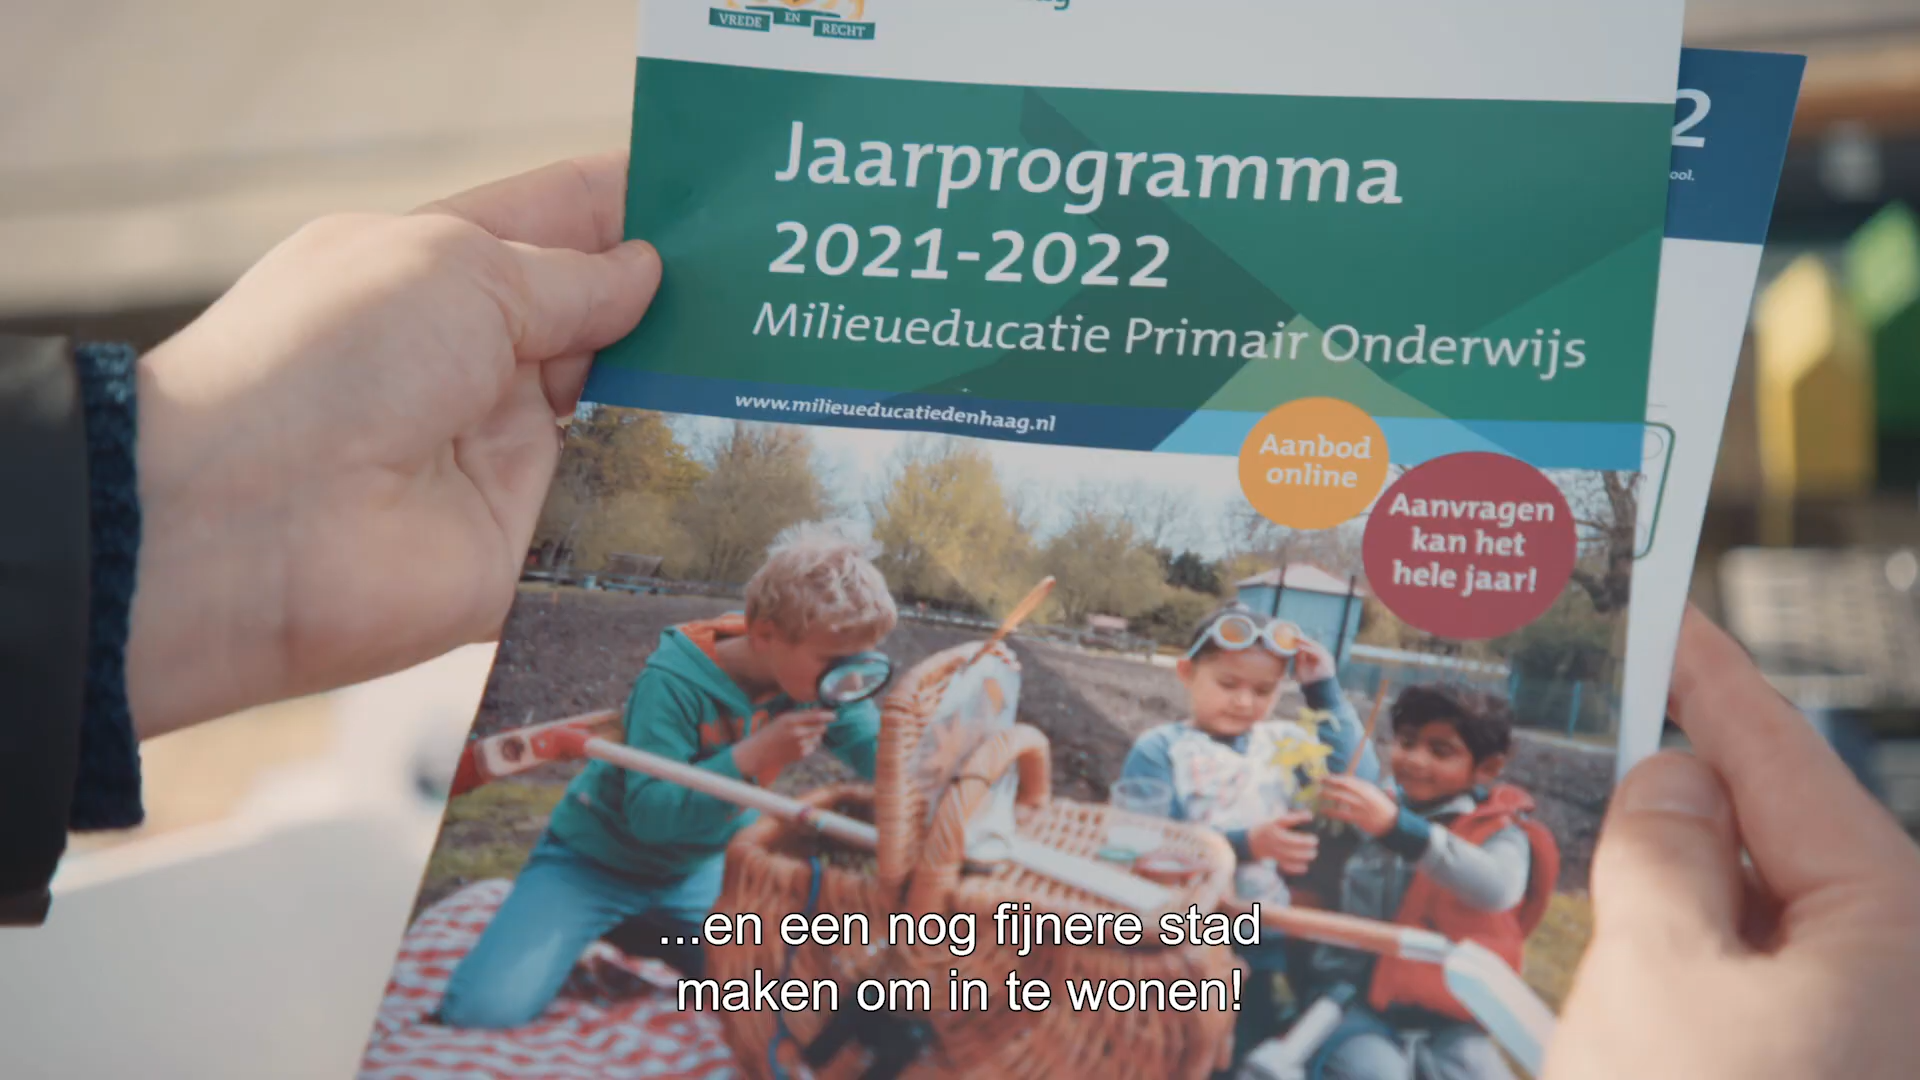 VREDE EN RECHT
Jaarprogramma
2021-2022
Milieueducatie Primair Onderwijs
www.milieueducatiedenhaag.nl
Aanbod
online
Aanvragen
kan het
hele jaar!
2
...en een nog fijnere stad
maken om in te wonen!